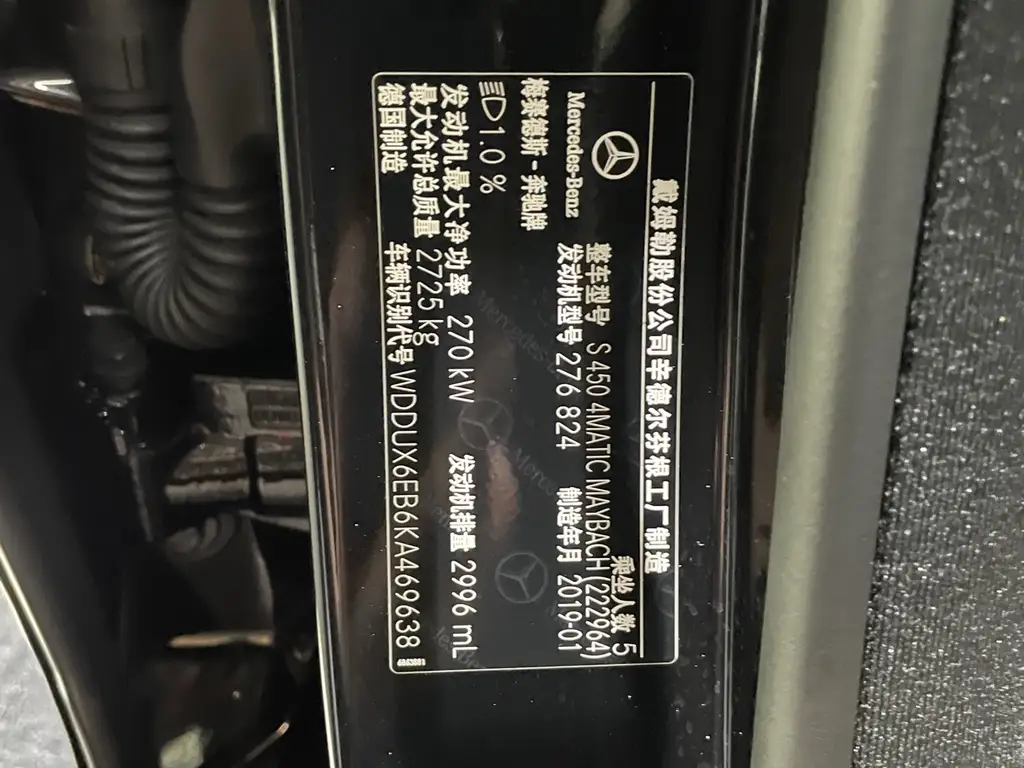 戴姆勒股份公司辛德尔芬根工厂制造
Mercedes-Benz
梅赛德斯-奔驰牌
乘坐人数 5
整车型号 S 450 4MATIC MAYBACH (222964)
发动机型号 276 824 制造年月 2019-01
1.0 %
发动机最大净功率 270 kW 发动机排量 2996 mL
最大允许总质量 2725 kg
德国制造 车辆识别代号 WDDUX6EB6KA469638